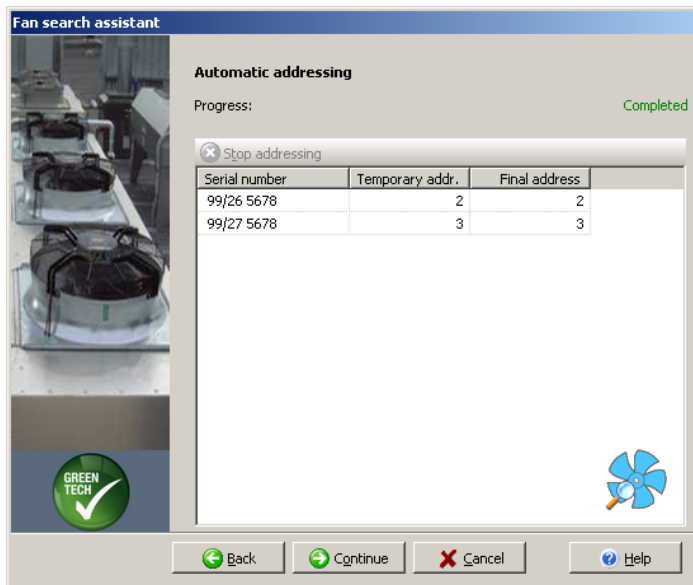 Fan search assistant
Automatic addressing
Progress: Completed
Stop addressing
Serial number Temporary addr. Final address
99/26 5678 2 2
99/27 5678 3 3
GREEN
TECH
Back Continue Cancel Help